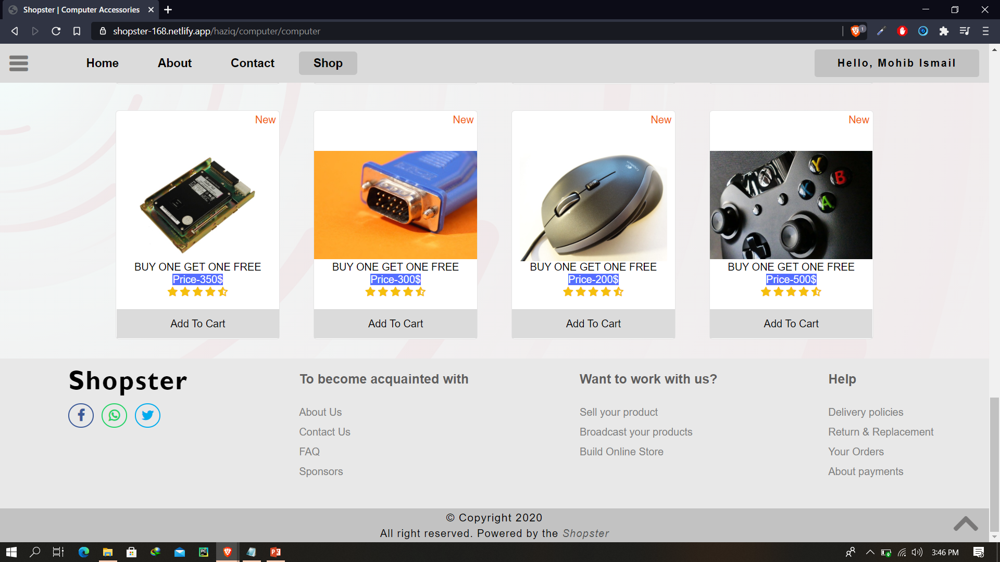 Shopster | Computer Accessories
shopster-168.netlify.app/haziq/computer/computer
1
Home
About
Contact
Shop
Hello, Mohib Ismail
New
New
New
New
Y
B
X
A
BUY ONE GET ONE FREE
Price-350$
Add To Cart
BUY ONE GET ONE FREE
Price-300$
Add To Cart
BUY ONE GET ONE FREE
Price-200$
Add To Cart
BUY ONE GET ONE FREE
Price-500$
Add To Cart
Shopster
To become acquainted with
About Us
Contact Us
FAQ
Sponsors
Want to work with us?
Sell your product
Broadcast your products
Build Online Store
Help
Delivery policies
Return & Replacement
Your Orders
About payments
© Copyright 2020
All right reserved. Powered by the Shopster
3:46 PM